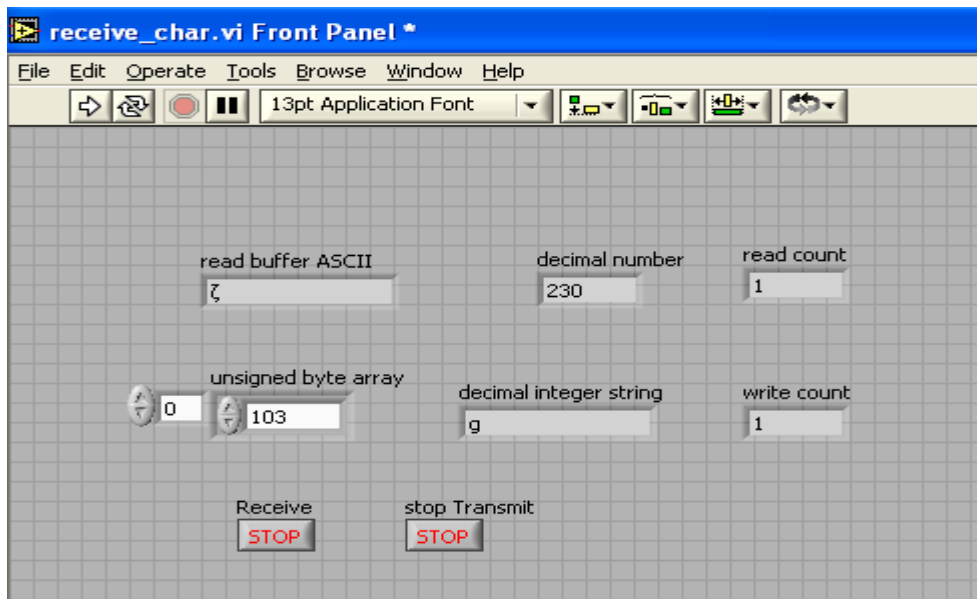 receive_char.vi Front Panel *
File Edit Operate Tools Browse Window Help
13pt Application Font
read buffer ASCII
decimal number
read count
ζ
230
1
unsigned byte array
decimal integer string
write count
0
103
g
1
Receive
stop Transmit
STOP
STOP